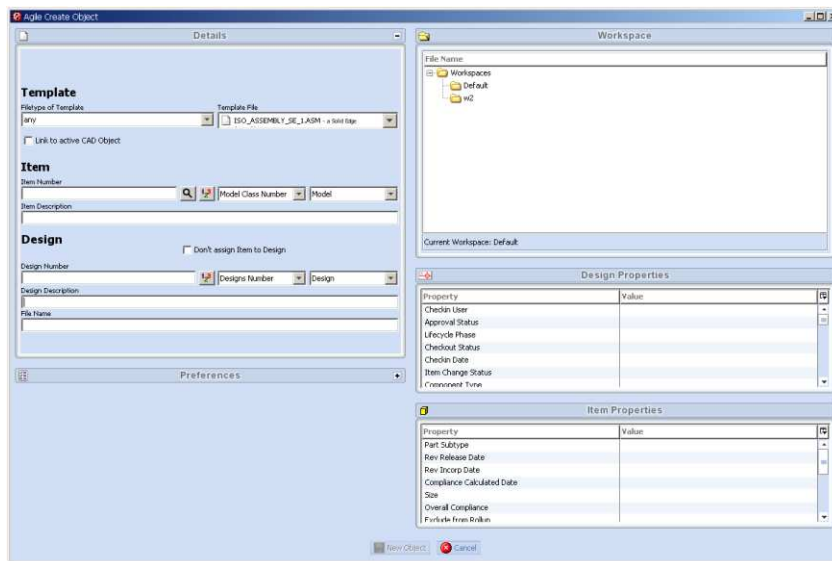 Agile Create Object
Details
Template
Filetype of Template Template File
any ISO_ASSEMBLY_SE_1.ASM - a Solid Edge
Link to active CAD Object
Item
Item Number
Model Class Number Model
Item Description
Design
Don't assign Item to Design
Design Number
Designs Number Design
Design Description
File Name
Preferences
Workspace
File Name
Workspaces
Default
w2
Current Workspace: Default
Design Properties
Property Value
Checkin User
Approval Status
Lifecycle Phase
Checkout Status
Checkin Date
Item Change Status
Component Type
Item Properties
Property Value
Part Subtype
Rev Release Date
Rev Incorp Date
Compliance Calculated Date
Size
Overall Compliance
Exclude from Rollup
New Object Cancel